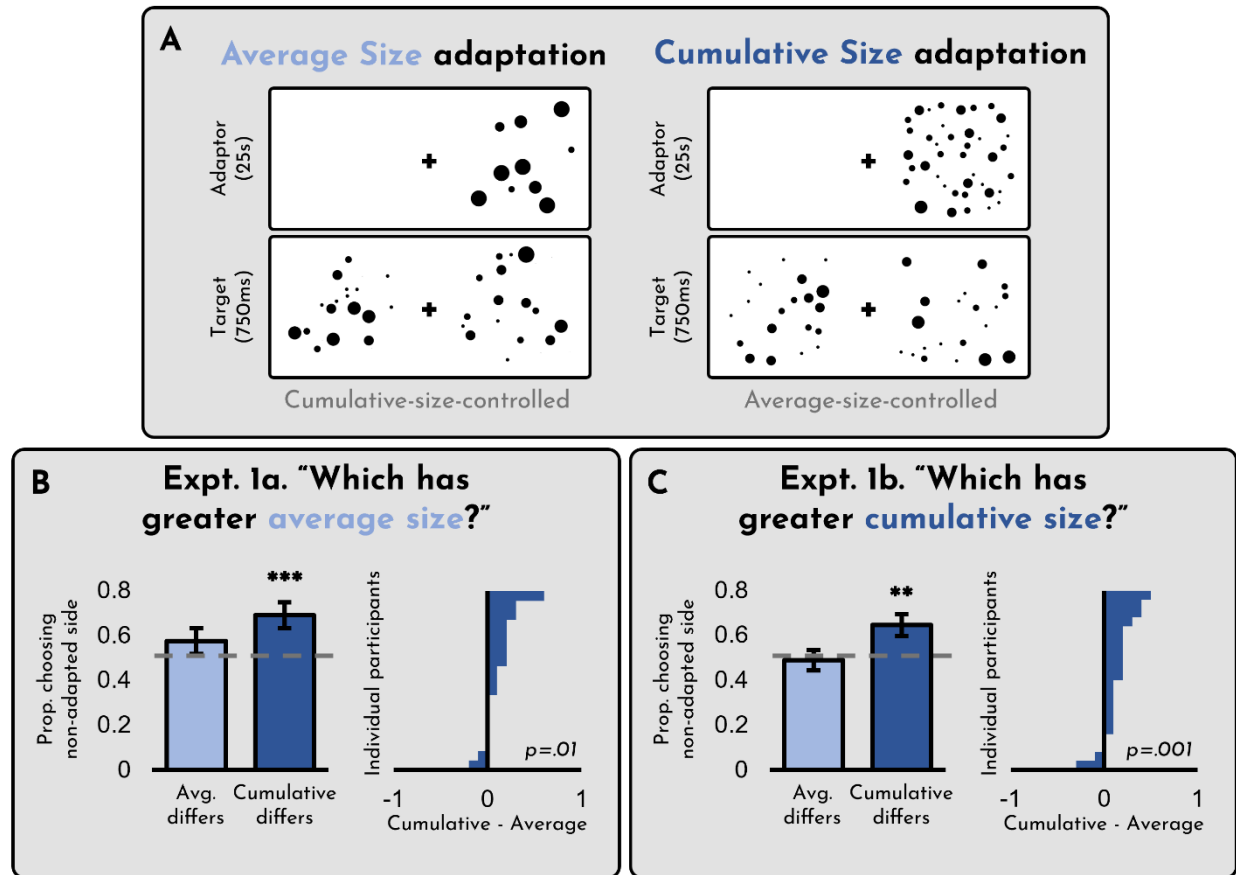 A
Average Size adaptation
Cumulative Size adaptation
Adaptor
(25s)
Adaptor
(25s)
Target
(750ms)
Target
(750ms)
Cumulative-size-controlled
Average-size-controlled
B
Expt. 1a. “Which has
greater average size?”
Prop. choosing
non-adapted side
0.8
0.6
0.4
0.2
0
***
Avg.
differs
Cumulative
differs
Individual participants
p=.01
-1
0
1
Cumulative - Average
C
Expt. 1b. “Which has
greater cumulative size?”
Prop. choosing
non-adapted side
0.8
0.6
0.4
0.2
0
**
Avg.
differs
Cumulative
differs
Individual participants
p=.001
-1
0
1
Cumulative - Average